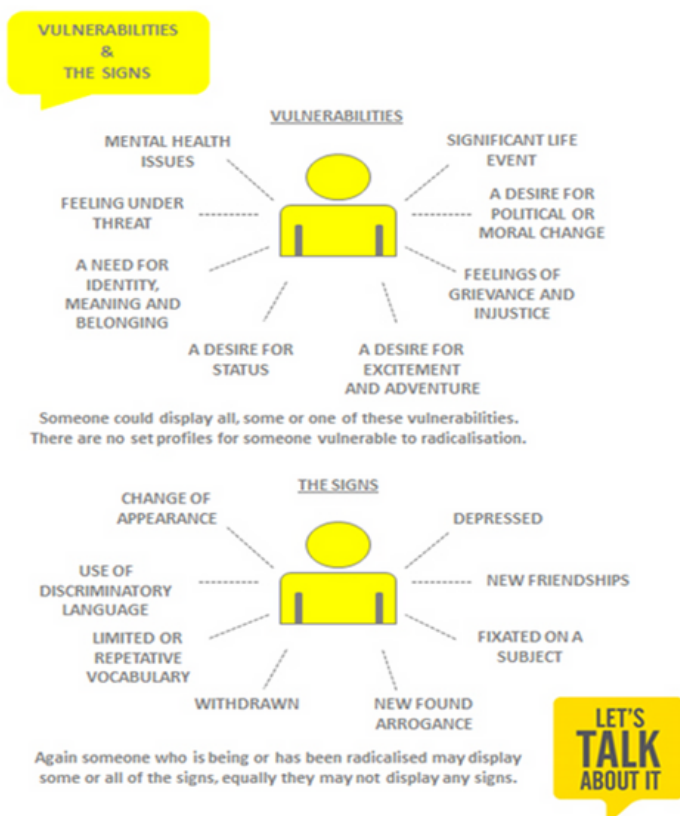 VULNERABILITIES
&
THE SIGNS
VULNERABILITIES
MENTAL HEALTH
ISSUES
SIGNIFICANT LIFE
EVENT
FEELING UNDER
THREAT
A DESIRE FOR
POLITICAL OR
MORAL CHANGE
A NEED FOR
IDENTITY,
MEANING AND
BELONGING
FEELINGS OF
GRIEVANCE AND
INJUSTICE
A DESIRE FOR
STATUS
A DESIRE FOR
EXCITEMENT
AND ADVENTURE
Someone could display all, some or one of these vulnerabilities.
There are no set profiles for someone vulnerable to radicalisation.
THE SIGNS
CHANGE OF
APPEARANCE
DEPRESSED
USE OF
DISCRIMINATORY
LANGUAGE
NEW FRIENDSHIPS
LIMITED OR
REPETATIVE
VOCABULARY
FIXATED ON A
SUBJECT
WITHDRAWN
NEW FOUND
ARROGANCE
Again someone who is being or has been radicalised may display
some or all of the signs, equally they may not display any signs.
LET'S
TALK
ABOUT IT